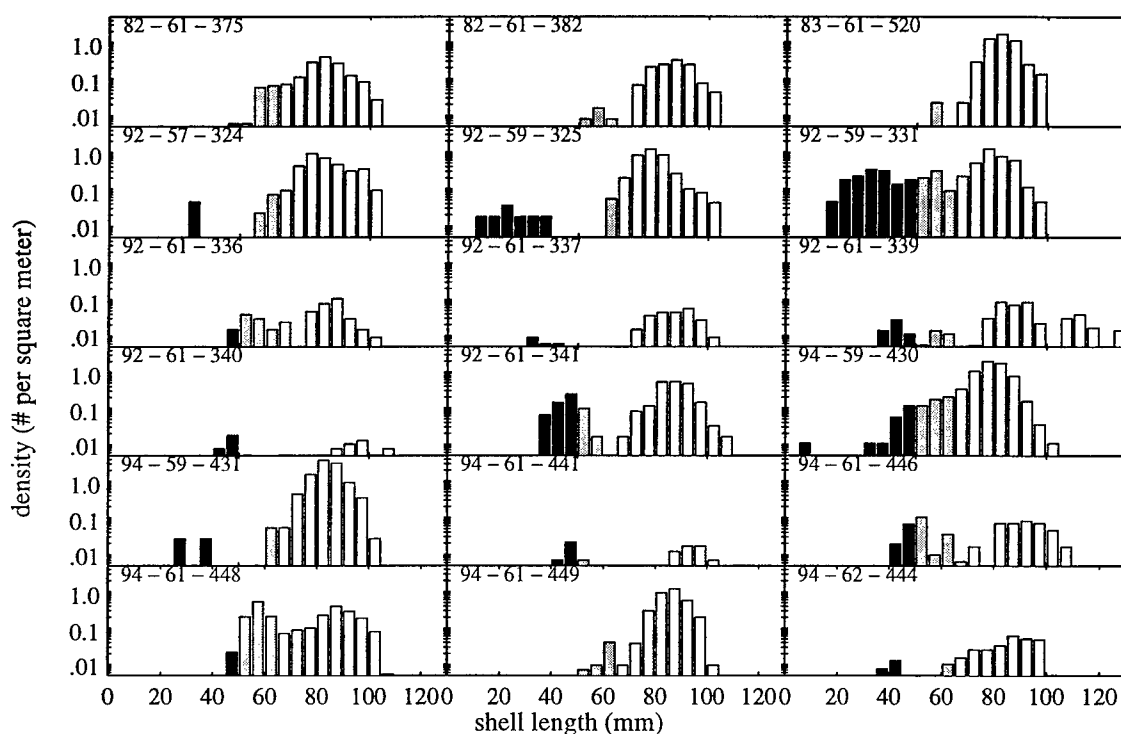 82 – 61 – 375 82 – 61 – 382 83 – 61 – 520
1.0
0.1
.01
92 – 57 – 324 92 – 59 – 325 92 – 59 – 331
1.0
0.1
.01
92 – 61 – 336 92 – 61 – 337 92 – 61 – 339
1.0
0.1
.01
92 – 61 – 340 92 – 61 – 341 94 – 59 – 430
1.0
0.1
.01
94 – 59 – 431 94 – 61 – 441 94 – 61 – 446
1.0
0.1
.01
94 – 61 – 448 94 – 61 – 449 94 – 62 – 444
1.0
0.1
.01
density (# per square meter)
0 20 40 60 80 100 120 20 40 60 80 100 0 20 40 60 80 100 120
shell length (mm)